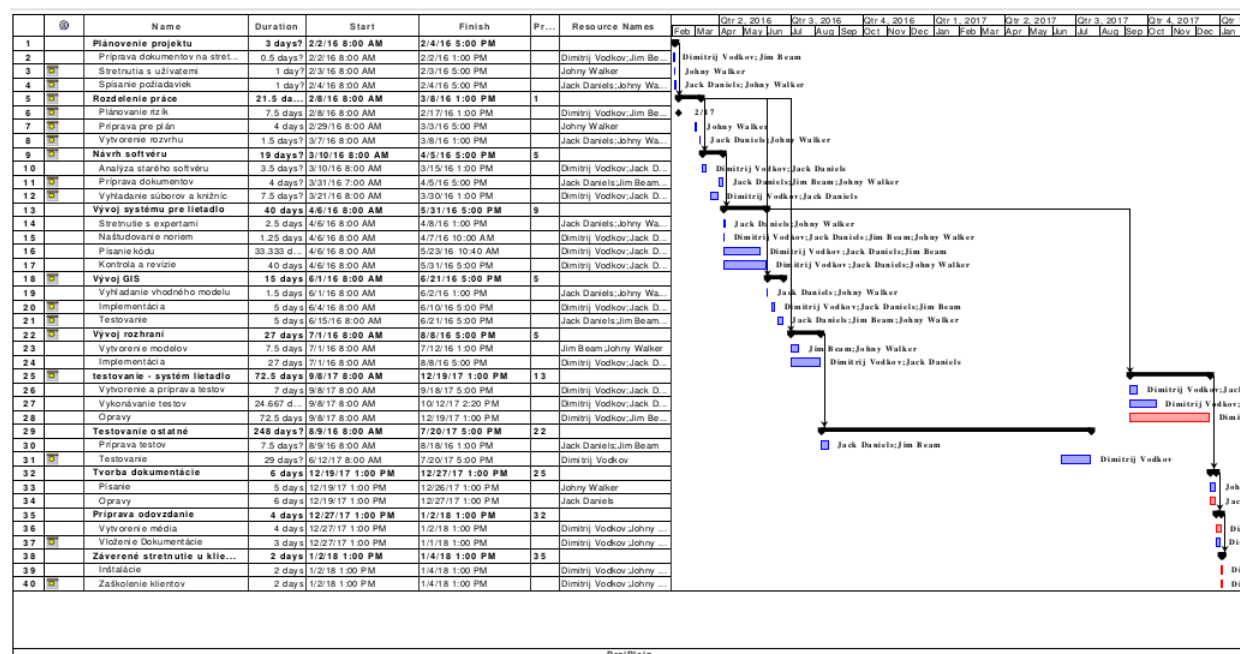 Name Duration Start Finish Pr... Resource Names Qtr 2, 2016 Qtr 3, 2016 Qtr 4, 2016 Qtr 1, 2017 Qtr 2, 2017 Qtr 3, 2017 Qtr 4, 2017 Qtr
Feb Mar Apr May Jun Jul Aug Sep Oct Nov Dec Jan Feb Mar Apr May Jun Jul Aug Sep Oct Nov Dec Jan
1 Plánovenie projektu 3 days? 2/2/16 8:00 AM 2/4/16 5:00 PM
2 Príprava dokumentov na stret... 0.5 days? 2/2/16 8:00 AM 2/2/16 1:00 PM Dimitrij Vodkov;Jim Be... Dimitrij Vodkov;Jim Beam
3 Stretnutia s užívatemi 1 day? 2/3/16 8:00 AM 2/3/16 5:00 PM Johny Walker Johny Walker
4 Spísanie požiadaviek 1 day? 2/4/16 8:00 AM 2/4/16 5:00 PM Jack Daniels;Johny Wa... Jack Daniels;Johny Walker
5 Rozdelenie práce 21.5 da... 2/8/16 8:00 AM 3/8/16 1:00 PM 1
6 Plánovanie rizík 7.5 days 2/8/16 8:00 AM 2/17/16 1:00 PM Dimitrij Vodkov;Jim Be... 2/17
7 Príprava pre plán 4 days 2/29/16 8:00 AM 3/3/16 5:00 PM Johny Walker Johny Walker
8 Vytvorenie rozvrhu 1.5 days? 3/7/16 8:00 AM 3/8/16 1:00 PM Jack Daniels;Johny Wa... Jack Daniels;Johny Walker
9 Návrh softvéru 19 days? 3/10/16 8:00 AM 4/5/16 5:00 PM 5
10 Analýza starého softvéru 3.5 days? 3/10/16 8:00 AM 3/15/16 1:00 PM Dimitrij Vodkov;Jack D... Dimitrij Vodkov;Jack Daniels
11 Príprava dokumentov 4 days? 3/31/16 7:00 AM 4/5/16 5:00 PM Jack Daniels;Jim Beam... Jack Daniels;Jim Beam;Johny Walker
12 Vyhladanie súborov a knižníc 7.5 days? 3/21/16 8:00 AM 3/30/16 1:00 PM Dimitrij Vodkov;Jack D... Dimitrij Vodkov;Jack Daniels
13 Vývoj systému pre lietadlo 40 days 4/6/16 8:00 AM 5/31/16 5:00 PM 9
14 Stretnutie s expertami 2.5 days 4/6/16 8:00 AM 4/8/16 1:00 PM Jack Daniels;Johny Wa... Jack Daniels;Johny Walker
15 Naštudovanie noriem 1.25 days 4/6/16 8:00 AM 4/7/16 10:00 AM Dimitrij Vodkov;Jack D... Dimitrij Vodkov;Jack Daniels;Jim Beam;Johny Walker
16 Písanie kódu 33.333 d... 4/6/16 8:00 AM 5/23/16 10:40 AM Dimitrij Vodkov;Jack D... Dimitrij Vodkov;Jack Daniels;Jim Beam
17 Kontrola a revízie 40 days 4/6/16 8:00 AM 5/31/16 5:00 PM Dimitrij Vodkov;Jack D... Dimitrij Vodkov;Jack Daniels;Johny Walker
18 Vývoj GIS 15 days 6/1/16 8:00 AM 6/21/16 5:00 PM 5
19 Vyhladanie vhodného modelu 1.5 days 6/1/16 8:00 AM 6/2/16 1:00 PM Jack Daniels;Johny Wa... Jack Daniels;Johny Walker
20 Implementácia 5 days 6/4/16 8:00 AM 6/10/16 5:00 PM Dimitrij Vodkov;Jack D... Dimitrij Vodkov;Jack Daniels;Jim Beam
21 Testovanie 5 days 6/15/16 8:00 AM 6/21/16 5:00 PM Jack Daniels;Jim Beam... Jack Daniels;Jim Beam;Johny Walker
22 Vývoj rozhraní 27 days 7/1/16 8:00 AM 8/8/16 5:00 PM 5
23 Vytvorenie modelov 7.5 days 7/1/16 8:00 AM 7/12/16 1:00 PM Jim Beam;Johny Walker Jim Beam;Johny Walker
24 Implementácia 27 days 7/1/16 8:00 AM 8/8/16 5:00 PM Dimitrij Vodkov;Jack D... Dimitrij Vodkov;Jack Daniels
25 testovanie - systém lietadlo 72.5 days 9/8/17 8:00 AM 12/19/17 1:00 PM 13
26 Vytvorenie a príprava testov 7 days 9/8/17 8:00 AM 9/18/17 5:00 PM Dimitrij Vodkov;Jack D... Dimitrij Vodkov;Jack
27 Vykonávanie testov 24.667 d... 9/8/17 8:00 AM 10/12/17 2:20 PM Dimitrij Vodkov;Jack D... Dimitrij Vodkov;
28 Opravy 72.5 days 9/8/17 8:00 AM 12/19/17 1:00 PM Dimitrij Vodkov;Jim Be...
29 Testovanie ostatné 248 days? 8/9/16 8:00 AM 7/20/17 5:00 PM 22
30 Príprava testov 7.5 days? 8/9/16 8:00 AM 8/18/16 1:00 PM Jack Daniels;Jim Beam Jack Daniels;Jim Beam
31 Testovanie 29 days? 6/12/17 8:00 AM 7/20/17 5:00 PM Dimitrij Vodkov Dimitrij Vodkov
32 Tvorba dokumentácie 6 days 12/19/17 1:00 PM 12/27/17 1:00 PM 25
33 Písanie 5 days 12/19/17 1:00 PM 12/26/17 1:00 PM Johny Walker
34 Opravy 6 days 12/19/17 1:00 PM 12/27/17 1:00 PM Jack Daniels
35 Príprava odovzdanie 4 days 12/27/17 1:00 PM 1/2/18 1:00 PM 32
36 Vytvorenie média 4 days 12/27/17 1:00 PM 1/2/18 1:00 PM Dimitrij Vodkov;Johny ...
37 Vloženie Dokumentácie 3 days 12/27/17 1:00 PM 1/1/18 1:00 PM Dimitrij Vodkov;Johny ...
38 Záverené stretnutie u klie... 2 days 1/2/18 1:00 PM 1/4/18 1:00 PM 35
39 Inštalácie 2 days 1/2/18 1:00 PM 1/4/18 1:00 PM Dimitrij Vodkov;Johny ...
40 Zaškolenie klientov 2 days 1/2/18 1:00 PM 1/4/18 1:00 PM Dimitrij Vodkov;Johny ...